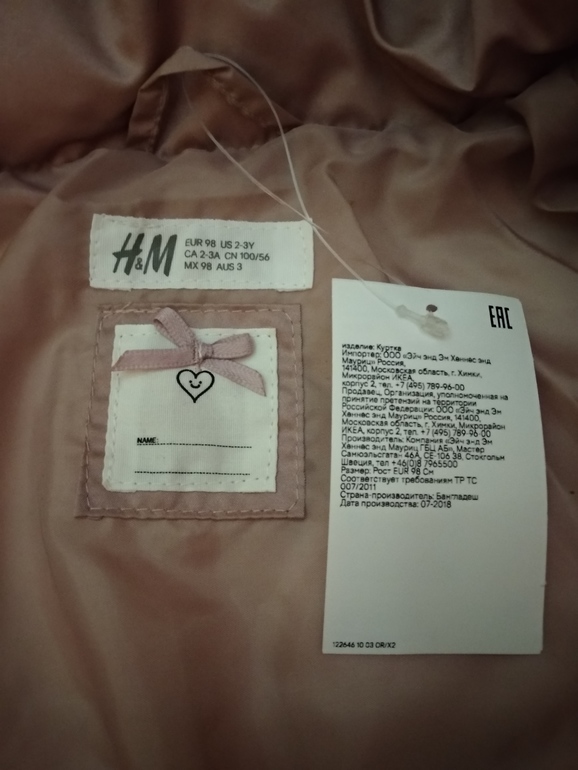 H&M
EUR 98 US 2-3Y
CA 2-3A CN 100/56
MX 98 AUS 3
NAME:
EAC
изделие: Куртка
Импортер: ООО «Эйч энд Эм Хеннес энд
Мауриц» Россия,
141400, Московская область, г. Химки,
Микрорайон ИКЕА,
корпус 2, тел. +7 (495) 789-96-00
Продавец, Организация, уполномоченная на
принятие претензий на территории
Российской Федерации: ООО «Эйч энд Эм
Хеннес энд Мауриц» Россия, 141400,
Московская область, г. Химки, Микрорайон
ИКЕА, корпус 2, тел. +7 (495) 789-96-00
Производитель: Компания «Эйч энд Эм
Хеннес энд Мауриц ГБЦ АБ», Мастер
Самюэльсгата 46А, СЕ-106 38, Стокгольм
Швеция, тел +46(0)8 7965500
Размер: Рост EUR 98 См
Соответствует требованиям ТР ТС
007/2011
Страна-производитель: Бангладеш
Дата производства: 07-2018
122646 10 03 OR/X2